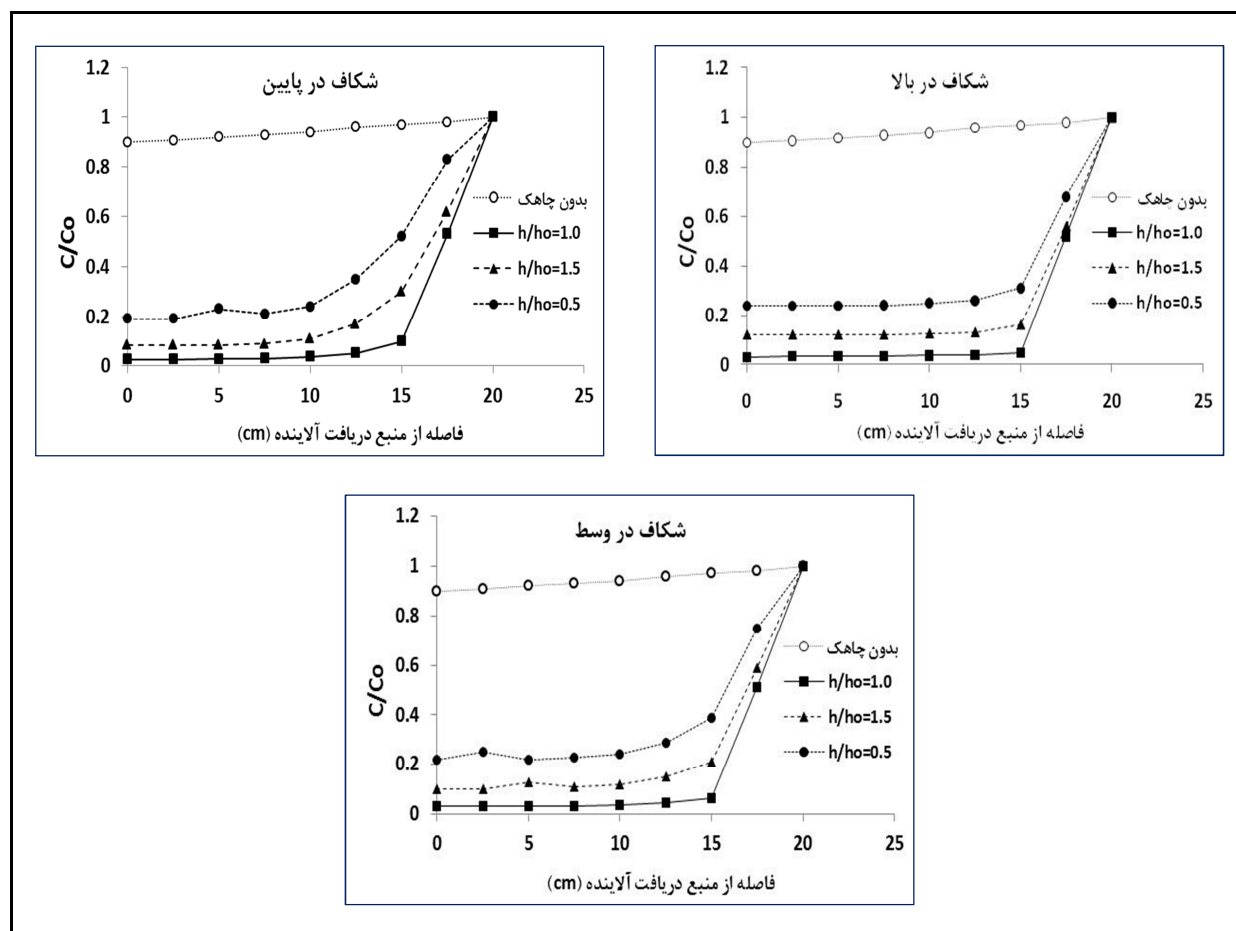 شکاف در پایین
1.2
1
0.8
0.6
0.4
0.2
0
C/Co
0 5 10 15 20 25
فاصله از منبع دریافت آلاینده (cm)
بدون چاهک
h/ho=1.0
h/ho=1.5
h/ho=0.5
شکاف در بالا
1.2
1
0.8
0.6
0.4
0.2
0
C/Co
0 5 10 15 20 25
فاصله از منبع دریافت آلاینده (cm)
بدون چاهک
h/ho=1.0
h/ho=1.5
h/ho=0.5
شکاف در وسط
1.2
1
0.8
0.6
0.4
0.2
0
C/Co
0 5 10 15 20 25
فاصله از منبع دریافت آلاینده (cm)
بدون چاهک
h/ho=1.0
h/ho=1.5
h/ho=0.5